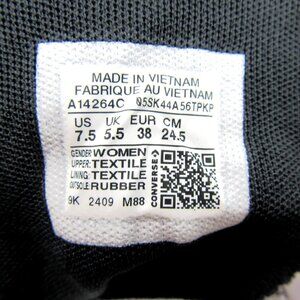 MADE IN VIETNAM
FABRIQUE AU VIETNAM
A14264C 05SK44A56TPKP
US UK EUR CM
7.5 5.5 38 24.5
GENDER: WOMEN
UPPER: TEXTILE
LINING: TEXTILE
OUTSOLE: RUBBER
CONVERSE
9K 2409 M88